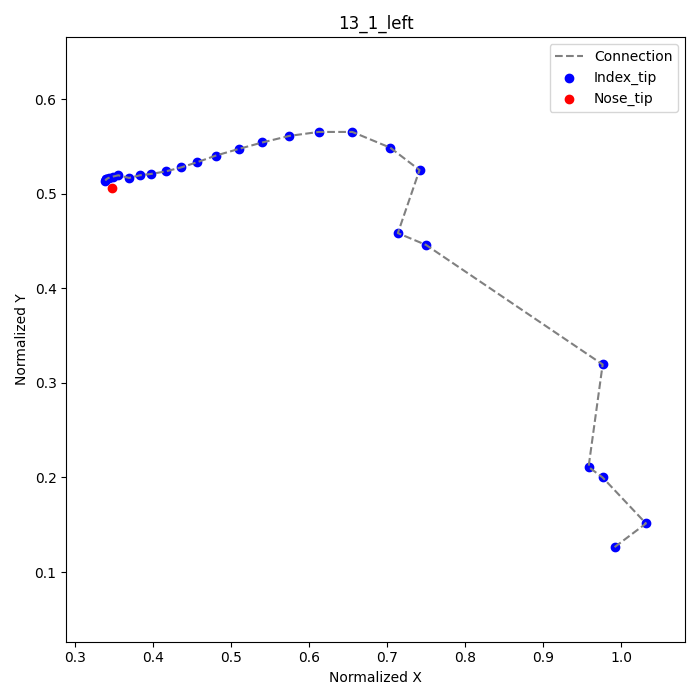 13_1_left
Connection
Index_tip
Nose_tip
Normalized Y
0.6
0.5
0.4
0.3
0.2
0.1
0.3 0.4 0.5 0.6 0.7 0.8 0.9 1.0
Normalized X